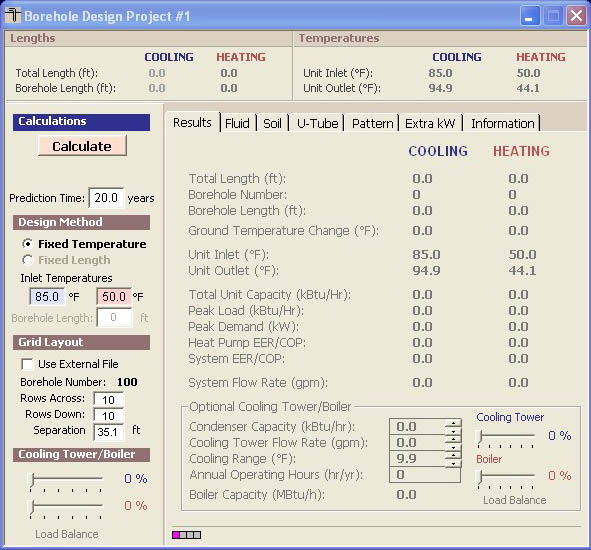 Borehole Design Project #1
Lengths
COOLING HEATING
Total Length (ft): 0.0 0.0
Borehole Length (ft): 0.0 0.0
Temperatures
COOLING HEATING
Unit Inlet (°F): 85.0 50.0
Unit Outlet (°F): 94.9 44.1
Calculations
Calculate
Prediction Time: 20.0 years
Design Method
Fixed Temperature
Fixed Length
Inlet Temperatures
85.0 °F 50.0 °F
Borehole Length: 0 ft
Grid Layout
Use External File
Borehole Number: 100
Rows Across: 10
Rows Down: 10
Separation 35.1 ft
Cooling Tower/Boiler
0 %
0 %
Load Balance
Results Fluid Soil U-Tube Pattern Extra kW Information
COOLING HEATING
Total Length (ft): 0.0 0.0
Borehole Number: 0 0
Borehole Length (ft): 0.0 0.0
Ground Temperature Change (°F): 0.0 0.0
Unit Inlet (°F): 85.0 50.0
Unit Outlet (°F): 94.9 44.1
Total Unit Capacity (kBtu/Hr): 0.0 0.0
Peak Load (kBtu/Hr): 0.0 0.0
Peak Demand (kW): 0.0 0.0
Heat Pump EER/COP: 0.0 0.0
System EER/COP: 0.0 0.0
System Flow Rate (gpm): 0.0 0.0
Optional Cooling Tower/Boiler
Condenser Capacity (kBtu/hr): 0.0
Cooling Tower Flow Rate (gpm): 0.0
Cooling Range (°F): 9.9
Annual Operating Hours (hr/yr): 0
Boiler Capacity (MBtu/h): 0.0
Cooling Tower
0 %
Boiler
0 %
Load Balance